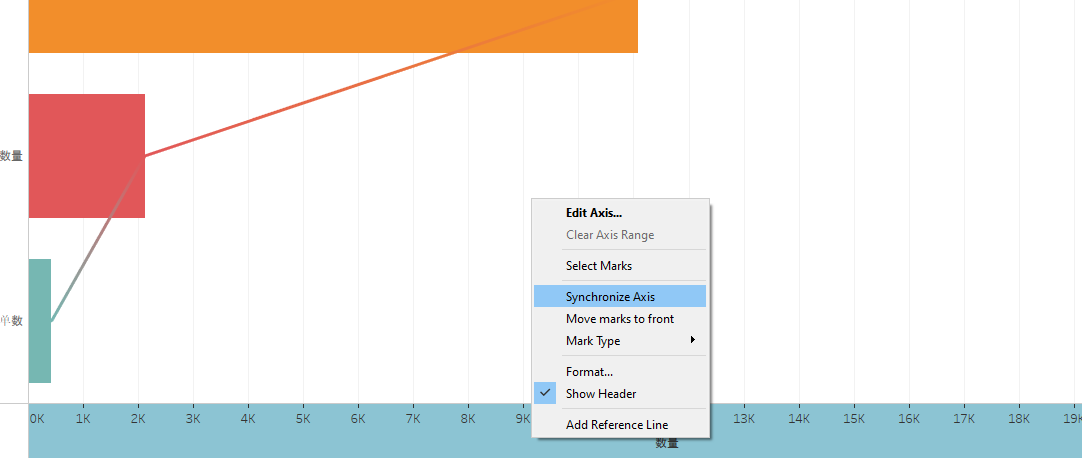 数量
Edit Axis...
Clear Axis Range
Select Marks
Synchronize Axis
Move marks to front
Mark Type
Format...
Show Header
Add Reference Line
单数
0K 1K 2K 3K 4K 5K 6K 7K 8K 9K 13K 14K 15K 16K 17K 18K 19K
数量